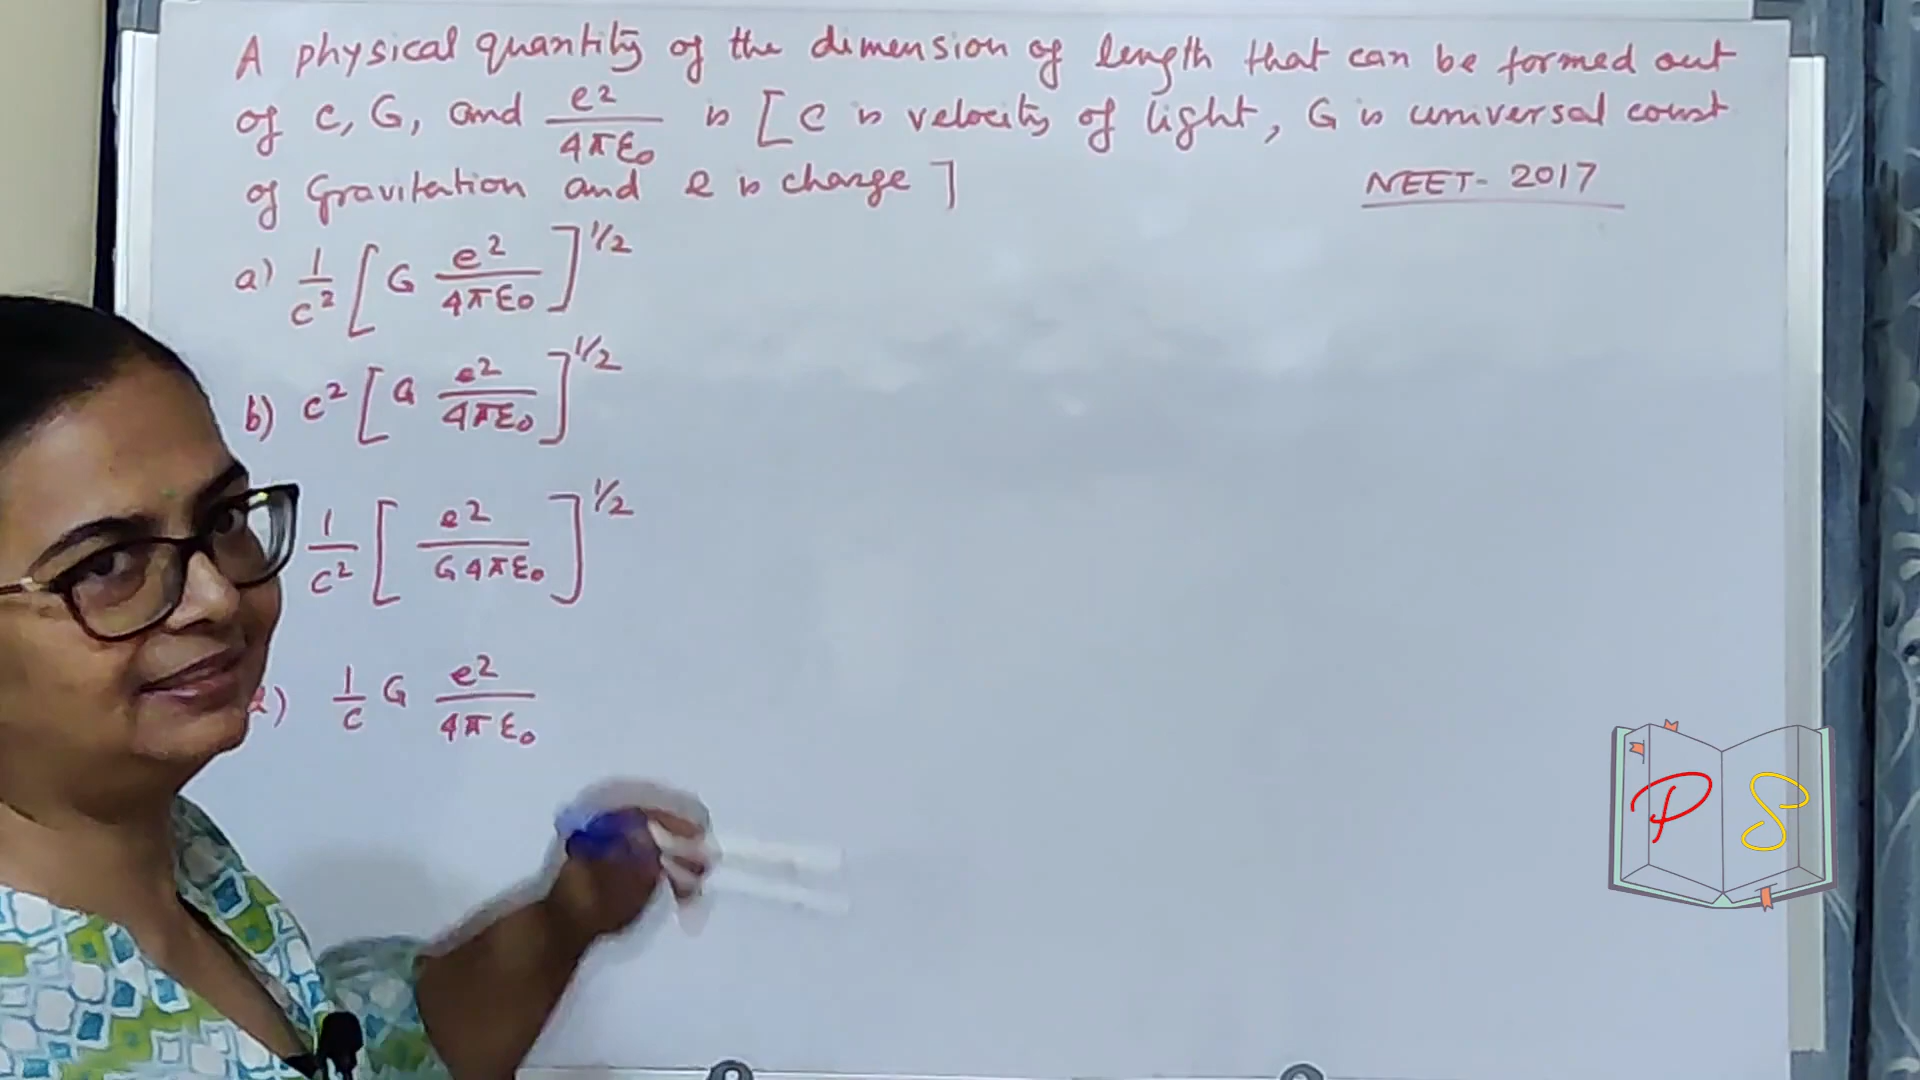 A physical quantity of the dimension of length that can be formed out
of c, G, and e²/4πε₀ is [c is velocity of light, G is universal const
of Gravitation and e is charge]
NEET- 2017
a) 1/c² [G e²/4πε₀]^1/2
b) c² [G e²/4πε₀]^1/2
1/c² [e²/G4πε₀]^1/2
d) 1/c G e²/4πε₀
P S